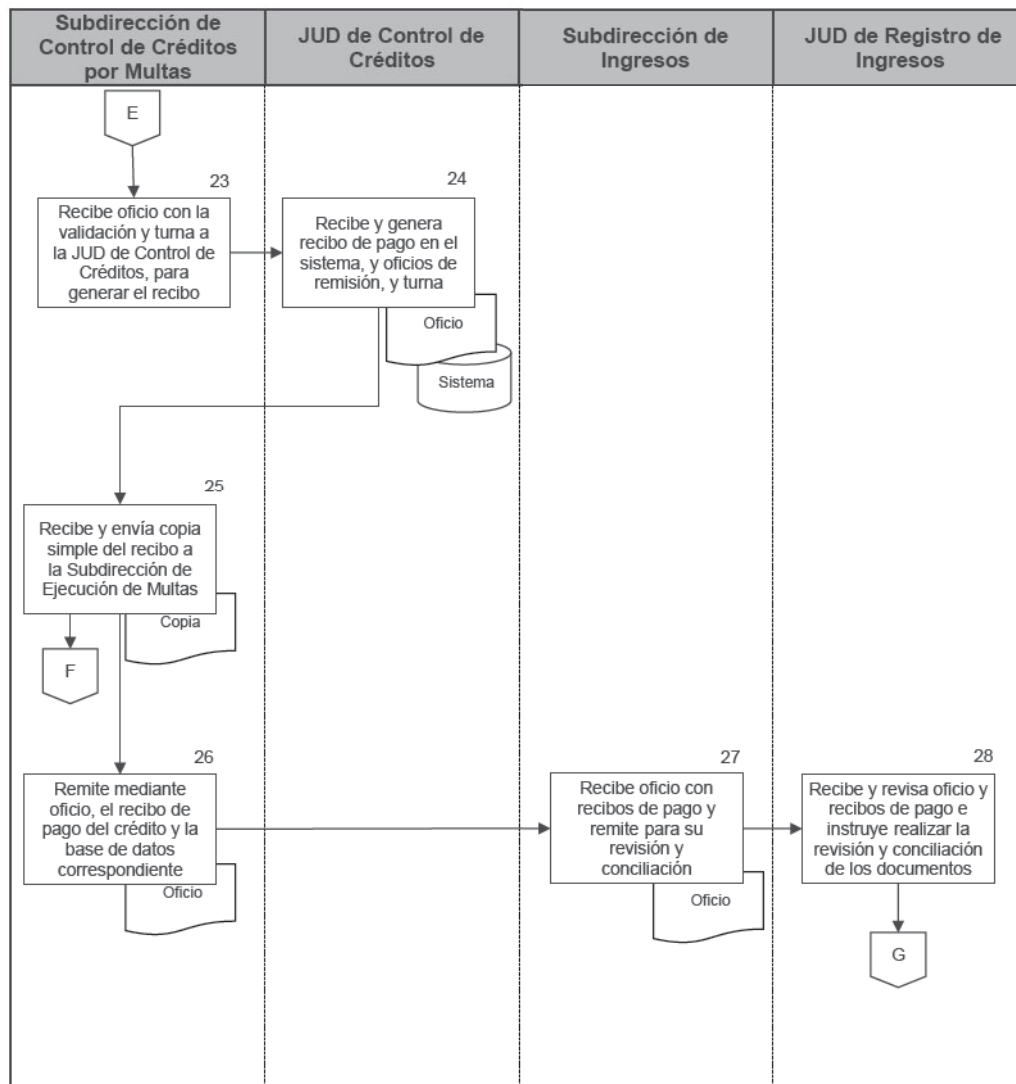 Subdirección de
Control de Créditos
por Multas
JUD de Control de
Créditos
Subdirección de
Ingresos
JUD de Registro de
Ingresos
E
23
Recibe oficio con la
validación y turna a
la JUD de Control de
Créditos, para
generar el recibo
24
Recibe y genera
recibo de pago en el
sistema, y oficios de
remisión, y turna
Oficio
Sistema
25
Recibe y envía copia
simple del recibo a
la Subdirección de
Ejecución de Multas
Copia
F
26
Remite mediante
oficio, el recibo de
pago del crédito y la
base de datos
correspondiente
Oficio
27
Recibe oficio con
recibos de pago y
remite para su
revisión y
conciliación
Oficio
28
Recibe y revisa oficio y
recibos de pago e
instruye realizar la
revisión y conciliación
de los documentos
G